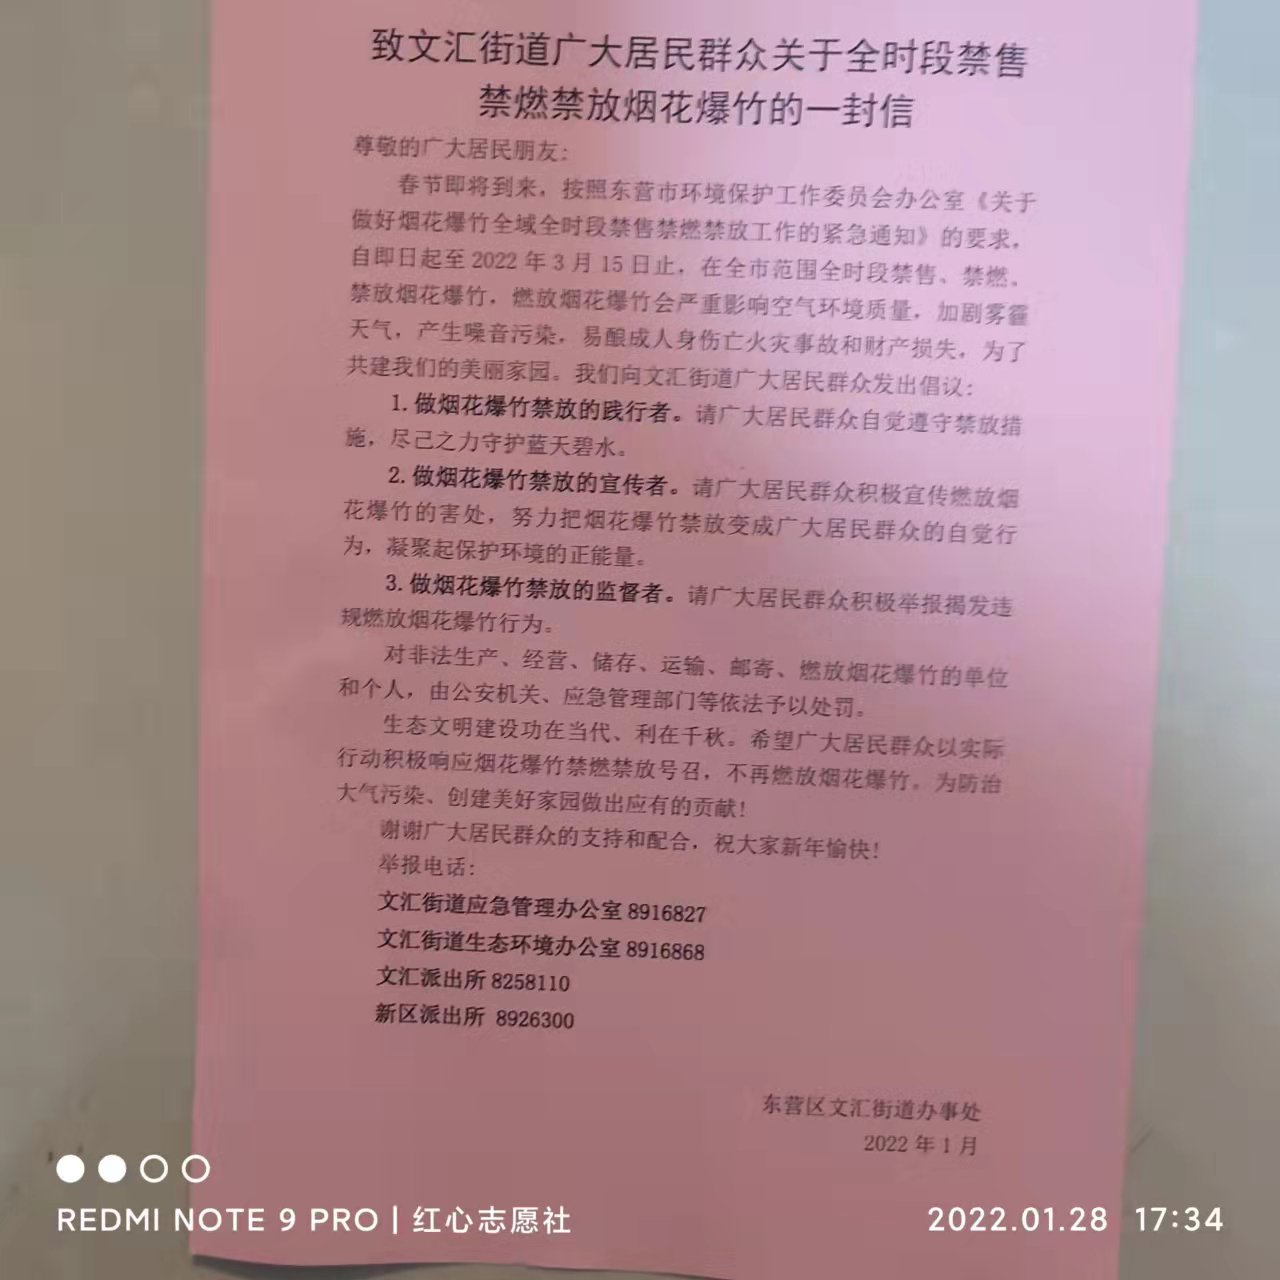 致文汇街道广大居民群众关于全时段禁售
禁燃禁放烟花爆竹的一封信
尊敬的广大居民朋友：
春节即将到来，按照东营市环境保护工作委员会办公室《关于
做好烟花爆竹全域全时段禁售禁燃禁放工作的紧急通知》的要求，
自即日起至 2022 年 3 月 15 日止，在全市范围全时段禁售、禁燃、
禁放烟花爆竹，燃放烟花爆竹会严重影响空气环境质量，加剧雾霾
天气，产生噪音污染，易酿成人身伤亡火灾事故和财产损失，为了
共建我们的美丽家园。我们向文汇街道广大居民群众发出倡议：
1. 做烟花爆竹禁放的践行者。请广大居民群众自觉遵守禁放措
施，尽己之力守护蓝天碧水。
2. 做烟花爆竹禁放的宣传者。请广大居民群众积极宣传燃放烟
花爆竹的害处，努力把烟花爆竹禁放变成广大居民群众的自觉行
为，凝聚起保护环境的正能量。
3. 做烟花爆竹禁放的监督者。请广大居民群众积极举报揭发违
规燃放烟花爆竹行为。
对非法生产、经营、储存、运输、邮寄、燃放烟花爆竹的单位
和个人，由公安机关、应急管理部门等依法予以处罚。
生态文明建设功在当代、利在千秋。希望广大居民群众以实际
行动积极响应烟花爆竹禁燃禁放号召，不再燃放烟花爆竹。为防治
大气污染、创建美好家园做出应有的贡献！
谢谢广大居民群众的支持和配合，祝大家新年愉快！
举报电话：
文汇街道应急管理办公室 8916827
文汇街道生态环境办公室 8916868
文汇派出所 8258110
新区派出所 8926300
东营区文汇街道办事处
2022 年 1 月
REDMI NOTE 9 PRO | 红心志愿社
2022.01.28 17:34